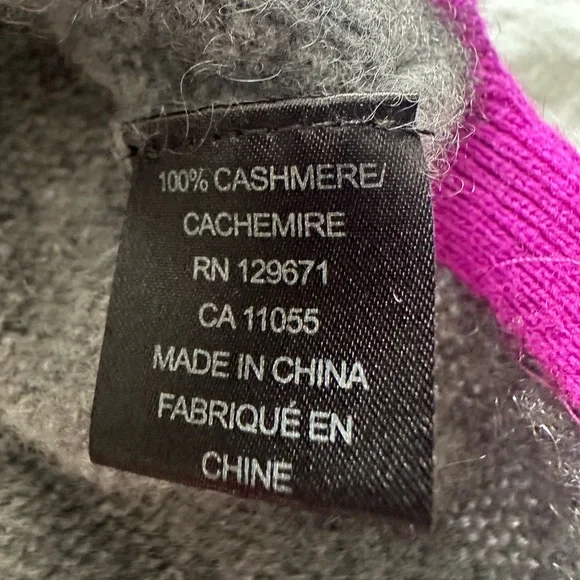 100% CASHMERE/
CACHEMIRE
RN 129671
CA 11055
MADE IN CHINA
FABRIQUÉ EN
CHINE